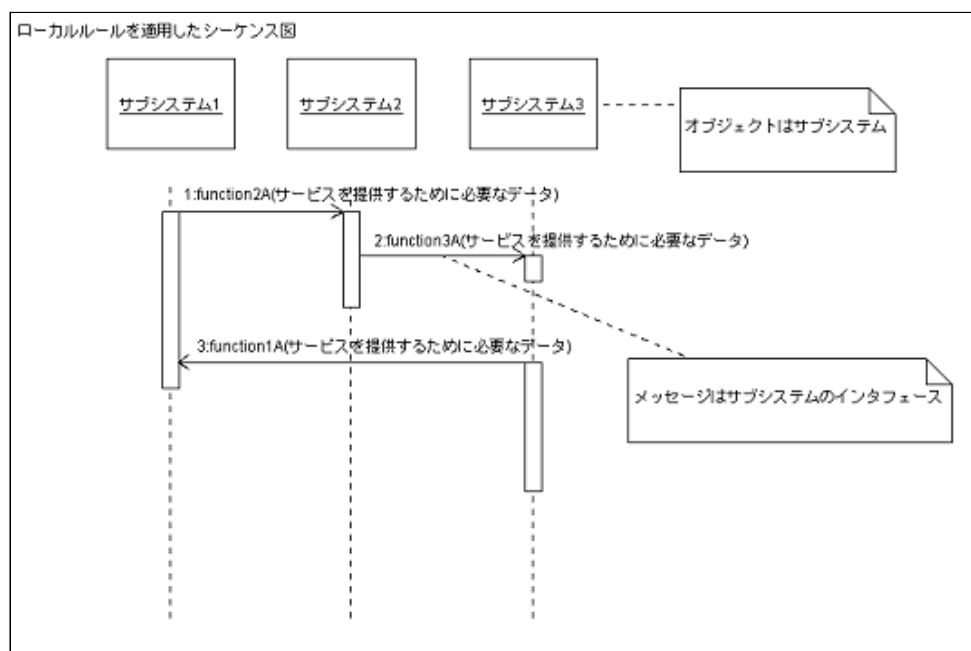 ローカルルールを適用したシーケンス図
サブシステム1
サブシステム2
サブシステム3
オブジェクトはサブシステム
1:function2A(サービスを提供するために必要なデータ)
2:function3A(サービスを提供するために必要なデータ)
3:function1A(サービスを提供するために必要なデータ)
メッセージはサブシステムのインタフェース